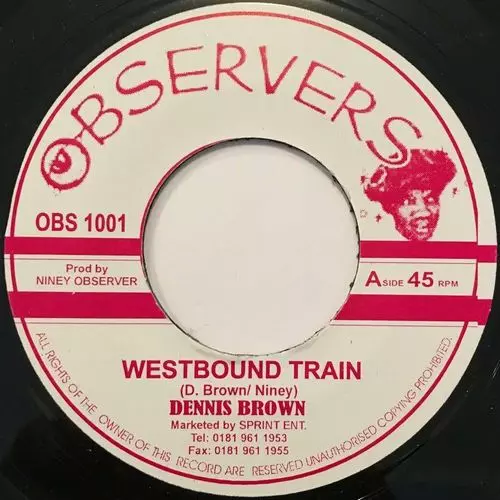 OBSERVERS
OBS 1001
Prod by
NINEY OBSERVER
A SIDE 45 RPM
WESTBOUND TRAIN
(D. Brown/ Niney)
DENNIS BROWN
Marketed by SPRINT ENT.
Tel: 0181 961 1953
Fax: 0181 961 1955
ALL RIGHTS OF THE OWNER OF THIS RECORD ARE RESERVED UNAUTHORISED COPYING PROHIBITED.